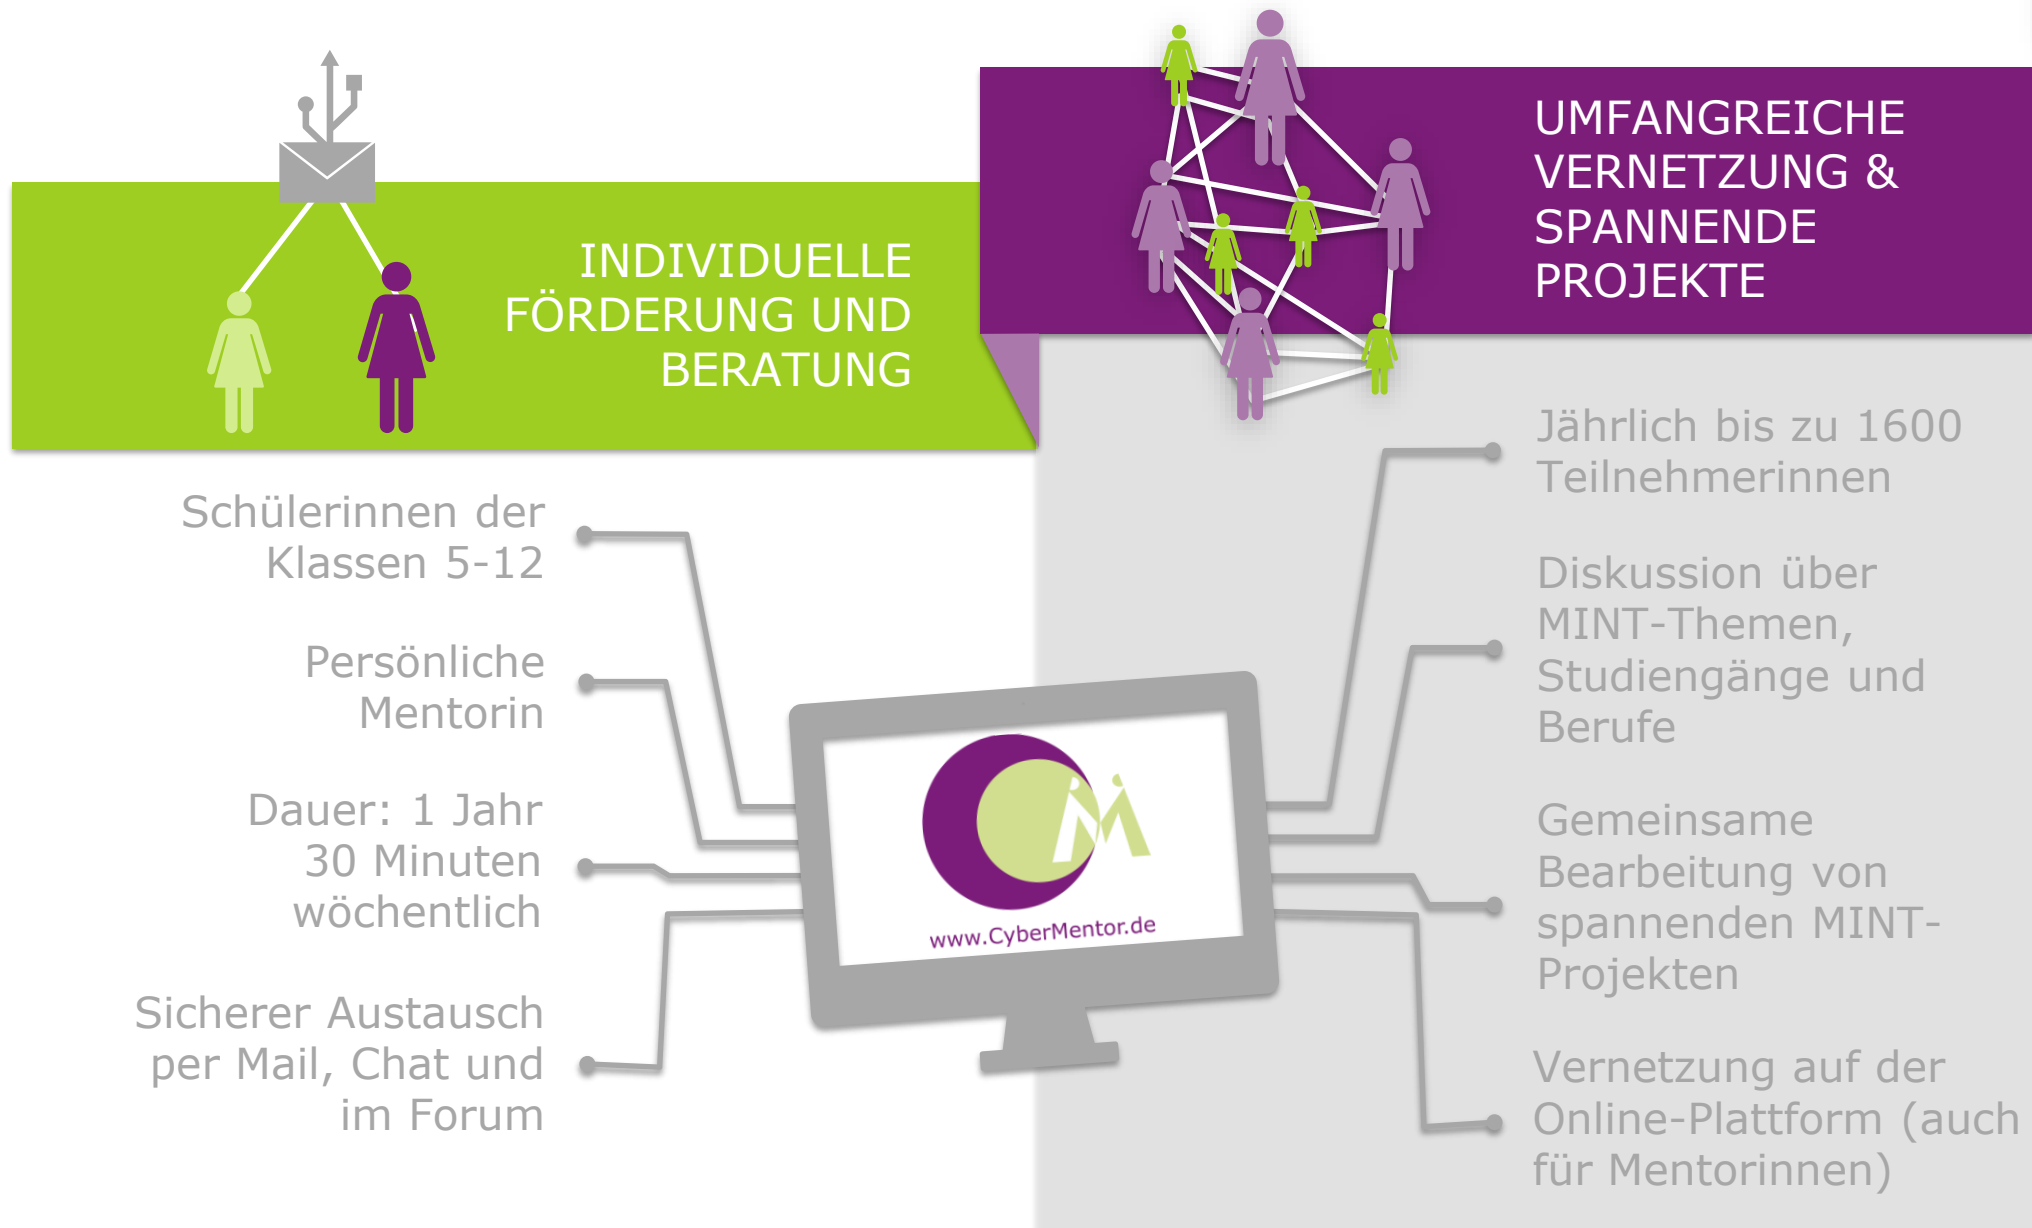 INDIVIDUELLE
FÖRDERUNG UND
BERATUNG
UMFANGREICHE
VERNETZUNG &
SPANNENDE
PROJEKTE
Schülerinnen der
Klassen 5-12
Persönliche
Mentorin
Dauer: 1 Jahr
30 Minuten
wöchentlich
Sicherer Austausch
per Mail, Chat und
im Forum
www.CyberMentor.de
Jährlich bis zu 1600
Teilnehmerinnen
Diskussion über
MINT-Themen,
Studiengänge und
Berufe
Gemeinsame
Bearbeitung von
spannenden MINT-
Projekten
Vernetzung auf der
Online-Plattform (auch
für Mentorinnen)